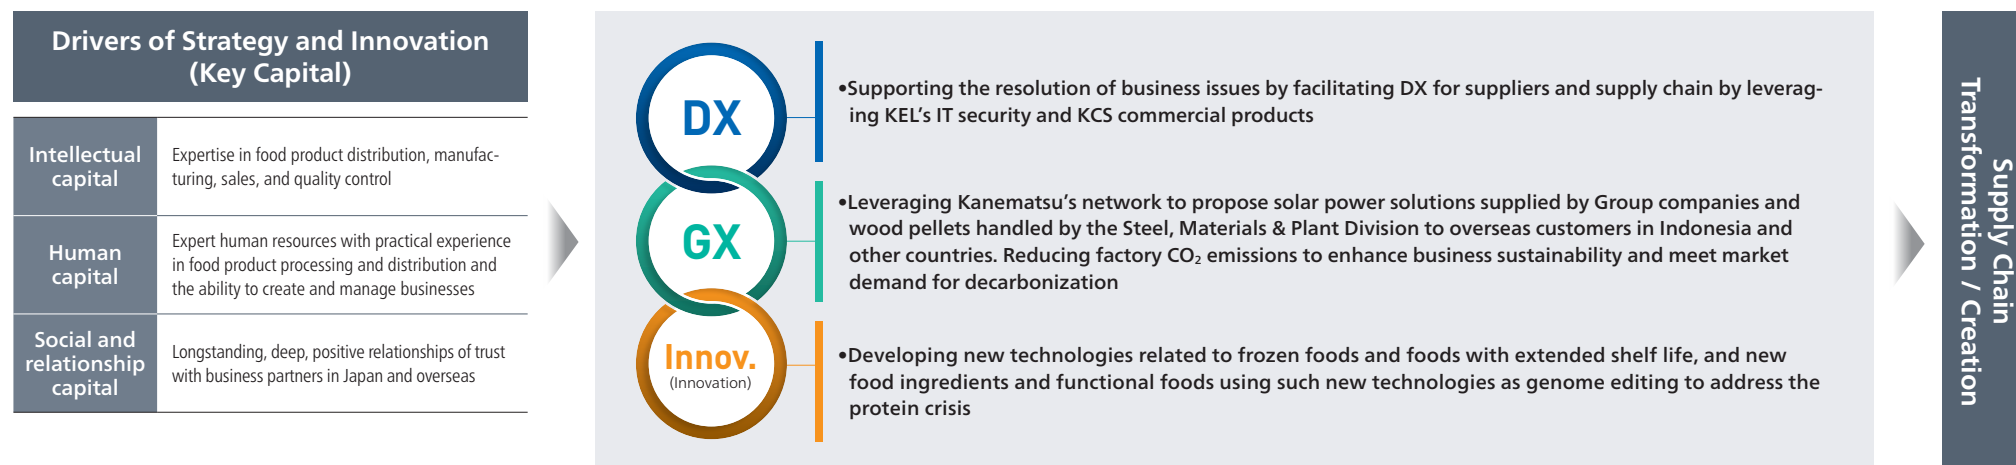 Drivers of Strategy and Innovation
(Key Capital)
Intellectual
capital
Expertise in food product distribution, manufac-
turing, sales, and quality control
Human
capital
Expert human resources with practical experience
in food product processing and distribution and
the ability to create and manage businesses
Social and
relationship
capital
Longstanding, deep, positive relationships of trust
with business partners in Japan and overseas
DX
•Supporting the resolution of business issues by facilitating DX for suppliers and supply chain by leverag-
ing KEL’s IT security and KCS commercial products
GX
•Leveraging Kanematsu’s network to propose solar power solutions supplied by Group companies and
wood pellets handled by the Steel, Materials & Plant Division to overseas customers in Indonesia and
other countries. Reducing factory CO₂ emissions to enhance business sustainability and meet market
demand for decarbonization
Innov.
(Innovation)
•Developing new technologies related to frozen foods and foods with extended shelf life, and new
food ingredients and functional foods using such new technologies as genome editing to address the
protein crisis
Supply Chain
Transformation / Creation